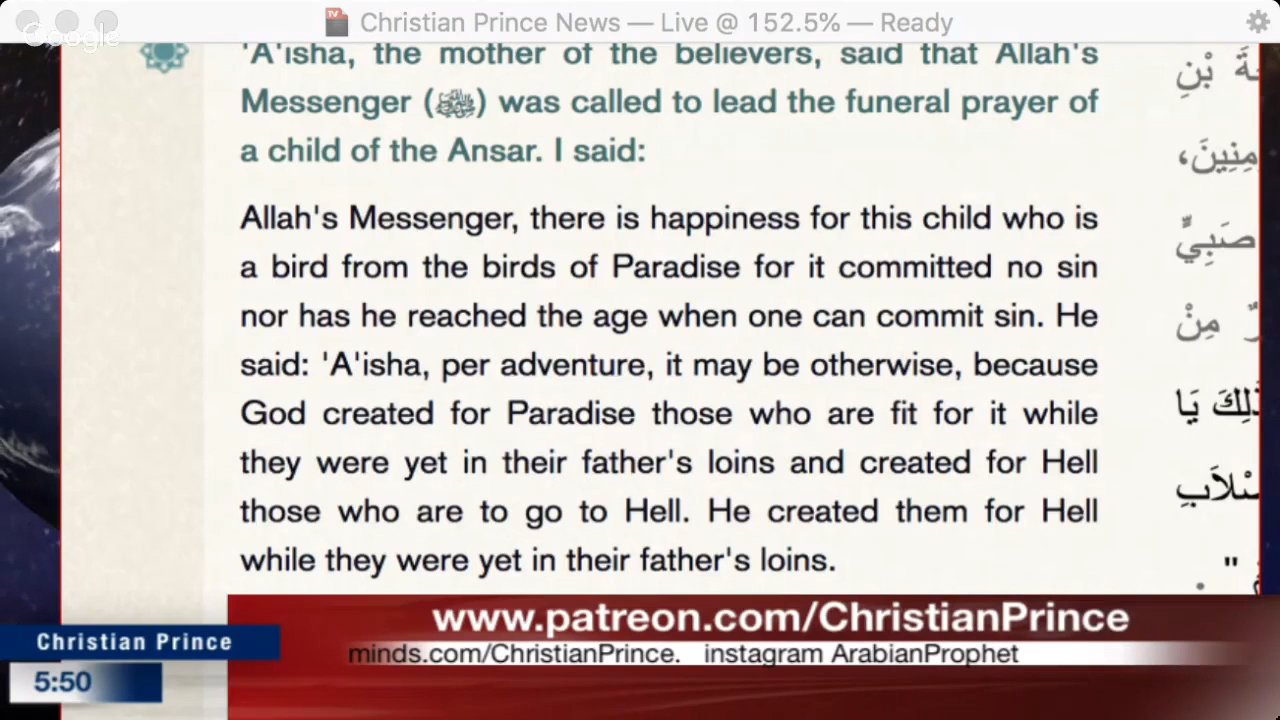 Christian Prince News — Live @ 152.5% — Ready
Google
'A'isha, the mother of the believers, said that Allah's
Messenger (ﷺ) was called to lead the funeral prayer of
a child of the Ansar. I said:
Allah's Messenger, there is happiness for this child who is
a bird from the birds of Paradise for it committed no sin
nor has he reached the age when one can commit sin. He
said: 'A'isha, per adventure, it may be otherwise, because
God created for Paradise those who are fit for it while
they were yet in their father's loins and created for Hell
those who are to go to Hell. He created them for Hell
while they were yet in their father's loins.
بْنِ
صَبِيٍّ
مِنْ
يَا
www.patreon.com/ChristianPrince
minds.com/ChristianPrince. instagram ArabianProphet
Christian Prince
5:50